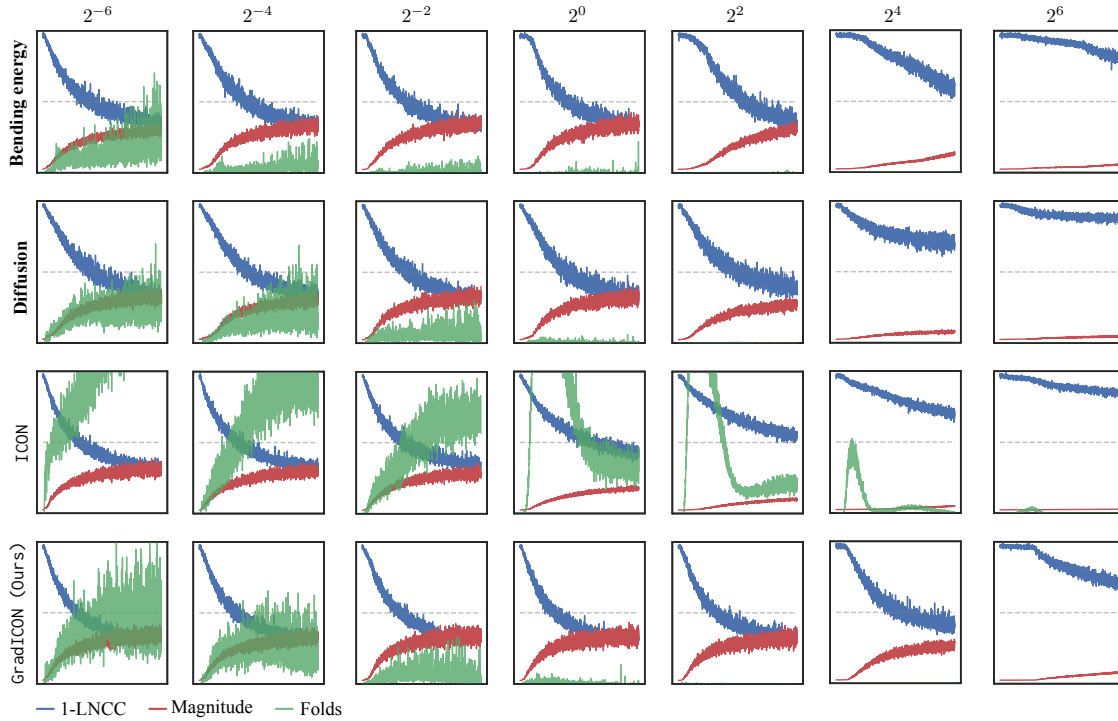 2^{-6} 2^{-4} 2^{-2} 2^{0} 2^{2} 2^{4} 2^{6}
Bending energy
Diffusion
ICON
GradICON (Ours)
1-LNCC Magnitude Folds